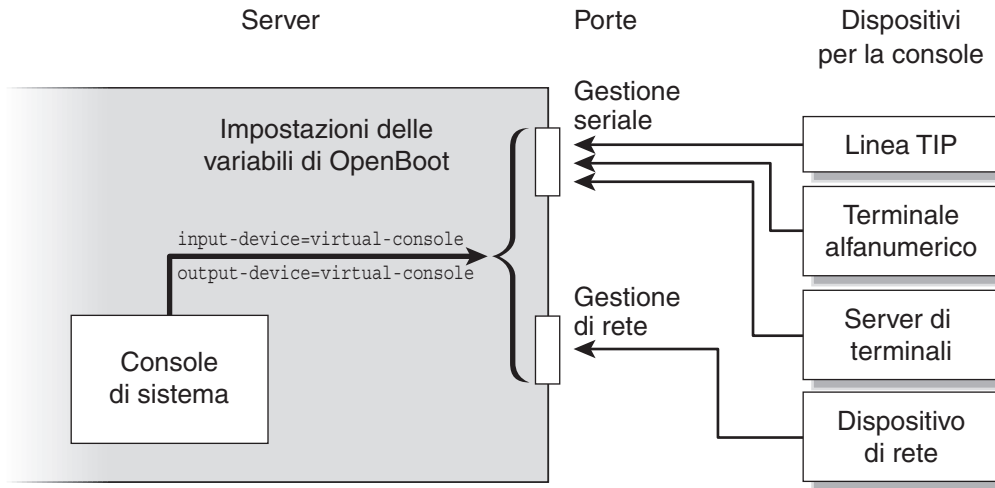 Server
Porte
Dispositivi
per la console
Gestione
seriale
Impostazioni delle
variabili di OpenBoot
Linea TIP
Terminale
alfanumerico
input-device=virtual-console
output-device=virtual-console
Gestione
di rete
Server di
terminali
Console
di sistema
Dispositivo
di rete